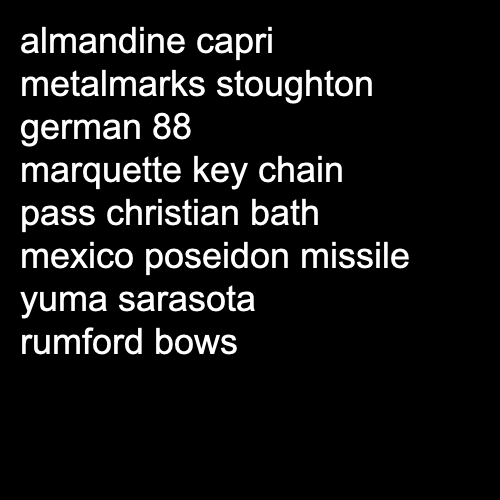 almandine capri
metalmarks stoughton
german 88
marquette key chain
pass christian bath
mexico poseidon missile
yuma sarasota
rumford bows